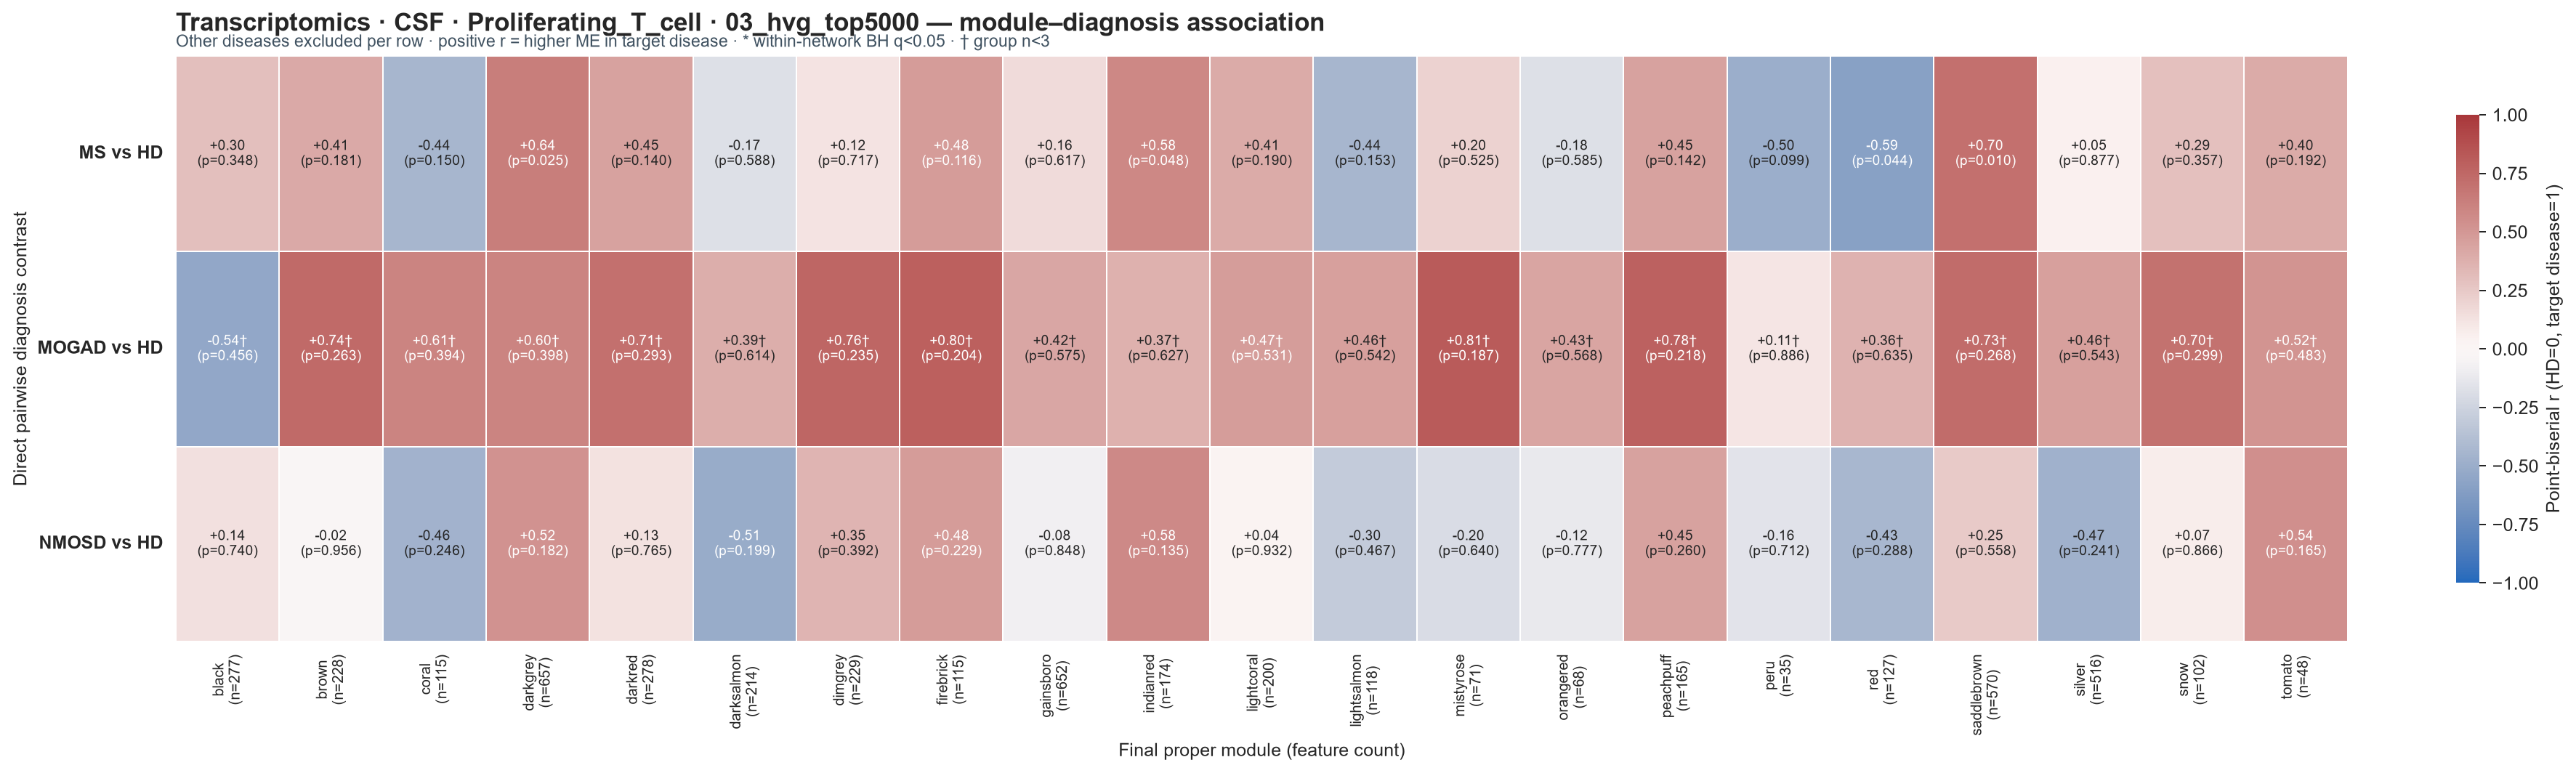 Transcriptomics · CSF · Proliferating_T_cell · 03_hvg_top5000 — module–diagnosis association
Other diseases excluded per row · positive r = higher ME in target disease · * within-network BH q<0.05 · † group n<3
Direct pairwise diagnosis contrast
MS vs HD
+0.30 +0.41 -0.44 +0.64 +0.45 -0.17 +0.12 +0.48 +0.16 +0.58 +0.41 -0.44 +0.20 -0.18 +0.45 -0.50 -0.59 +0.70 +0.05 +0.29 +0.40
(p=0.348) (p=0.181) (p=0.150) (p=0.025) (p=0.140) (p=0.588) (p=0.717) (p=0.116) (p=0.617) (p=0.048) (p=0.190) (p=0.153) (p=0.525) (p=0.585) (p=0.142) (p=0.099) (p=0.044) (p=0.010) (p=0.877) (p=0.357) (p=0.192)
MOGAD vs HD
-0.54† +0.74† +0.61† +0.60† +0.71† +0.39† +0.76† +0.80† +0.42† +0.37† +0.47† +0.46† +0.81† +0.43† +0.78† +0.11† +0.36† +0.73† +0.46† +0.70† +0.52†
(p=0.456) (p=0.263) (p=0.394) (p=0.398) (p=0.293) (p=0.614) (p=0.235) (p=0.204) (p=0.575) (p=0.627) (p=0.531) (p=0.542) (p=0.187) (p=0.568) (p=0.218) (p=0.886) (p=0.635) (p=0.268) (p=0.543) (p=0.299) (p=0.483)
NMOSD vs HD
+0.14 -0.02 -0.46 +0.52 +0.13 -0.51 +0.35 +0.48 -0.08 +0.58 +0.04 -0.30 -0.20 -0.12 +0.45 -0.16 -0.43 +0.25 -0.47 +0.07 +0.54
(p=0.740) (p=0.956) (p=0.246) (p=0.182) (p=0.765) (p=0.199) (p=0.392) (p=0.229) (p=0.848) (p=0.135) (p=0.932) (p=0.467) (p=0.640) (p=0.777) (p=0.260) (p=0.712) (p=0.288) (p=0.558) (p=0.241) (p=0.866) (p=0.165)
black
(n=277)
brown
(n=228)
coral
(n=115)
darkgrey
(n=657)
darkred
(n=278)
darksalmon
(n=214)
dimgrey
(n=229)
firebrick
(n=115)
gainsboro
(n=652)
indianred
(n=174)
lightcoral
(n=200)
lightsalmon
(n=118)
mistyrose
(n=71)
orangered
(n=68)
peachpuff
(n=165)
peru
(n=35)
red
(n=127)
saddlebrown
(n=570)
silver
(n=516)
snow
(n=102)
tomato
(n=48)
Final proper module (feature count)
1.00
0.75
0.50
0.25
0.00
−0.25
−0.50
−0.75
−1.00
Point-biserial r (HD=0, target disease=1)